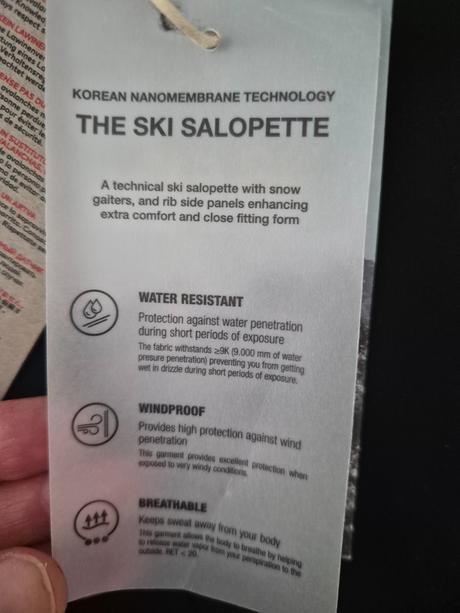 KOREAN NANOMEMBRANE TECHNOLOGY
THE SKI SALOPETTE
A technical ski salopette with snow
gaiters, and rib side panels enhancing
extra comfort and close fitting form
WATER RESISTANT
Protection against water penetration
during short periods of exposure
The fabric withstands ≥9K (9.000 mm of water
presure penetration) preventing you from getting
wet in drizzle during short periods of exposure.
WINDPROOF
Provides high protection against wind
penetration
This garment provides excellent protection when
exposed to very windy conditions.
BREATHABLE
Keeps sweat away from your body
This garment allows the body to breathe by helping
to release water vapor from your perspiration to the
outside. RET < 20.